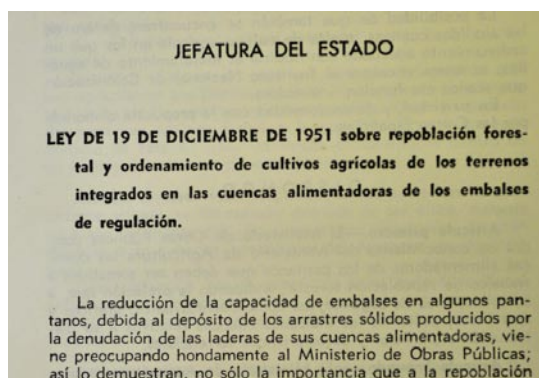 JEFATURA DEL ESTADO
LEY DE 19 DE DICIEMBRE DE 1951 sobre repoblación fores-
tal y ordenamiento de cultivos agrícolas de los terrenos
integrados en las cuencas alimentadoras de los embalses
de regulación.
La reducción de la capacidad de embalses en algunos pan-
tanos, debida al depósito de los arrastres sólidos producidos por
la denudación de las laderas de sus cuencas alimentadoras, vie-
ne preocupando hondamente al Ministerio de Obras Públicas;
así lo demuestran, no sólo la importancia que a la repoblación